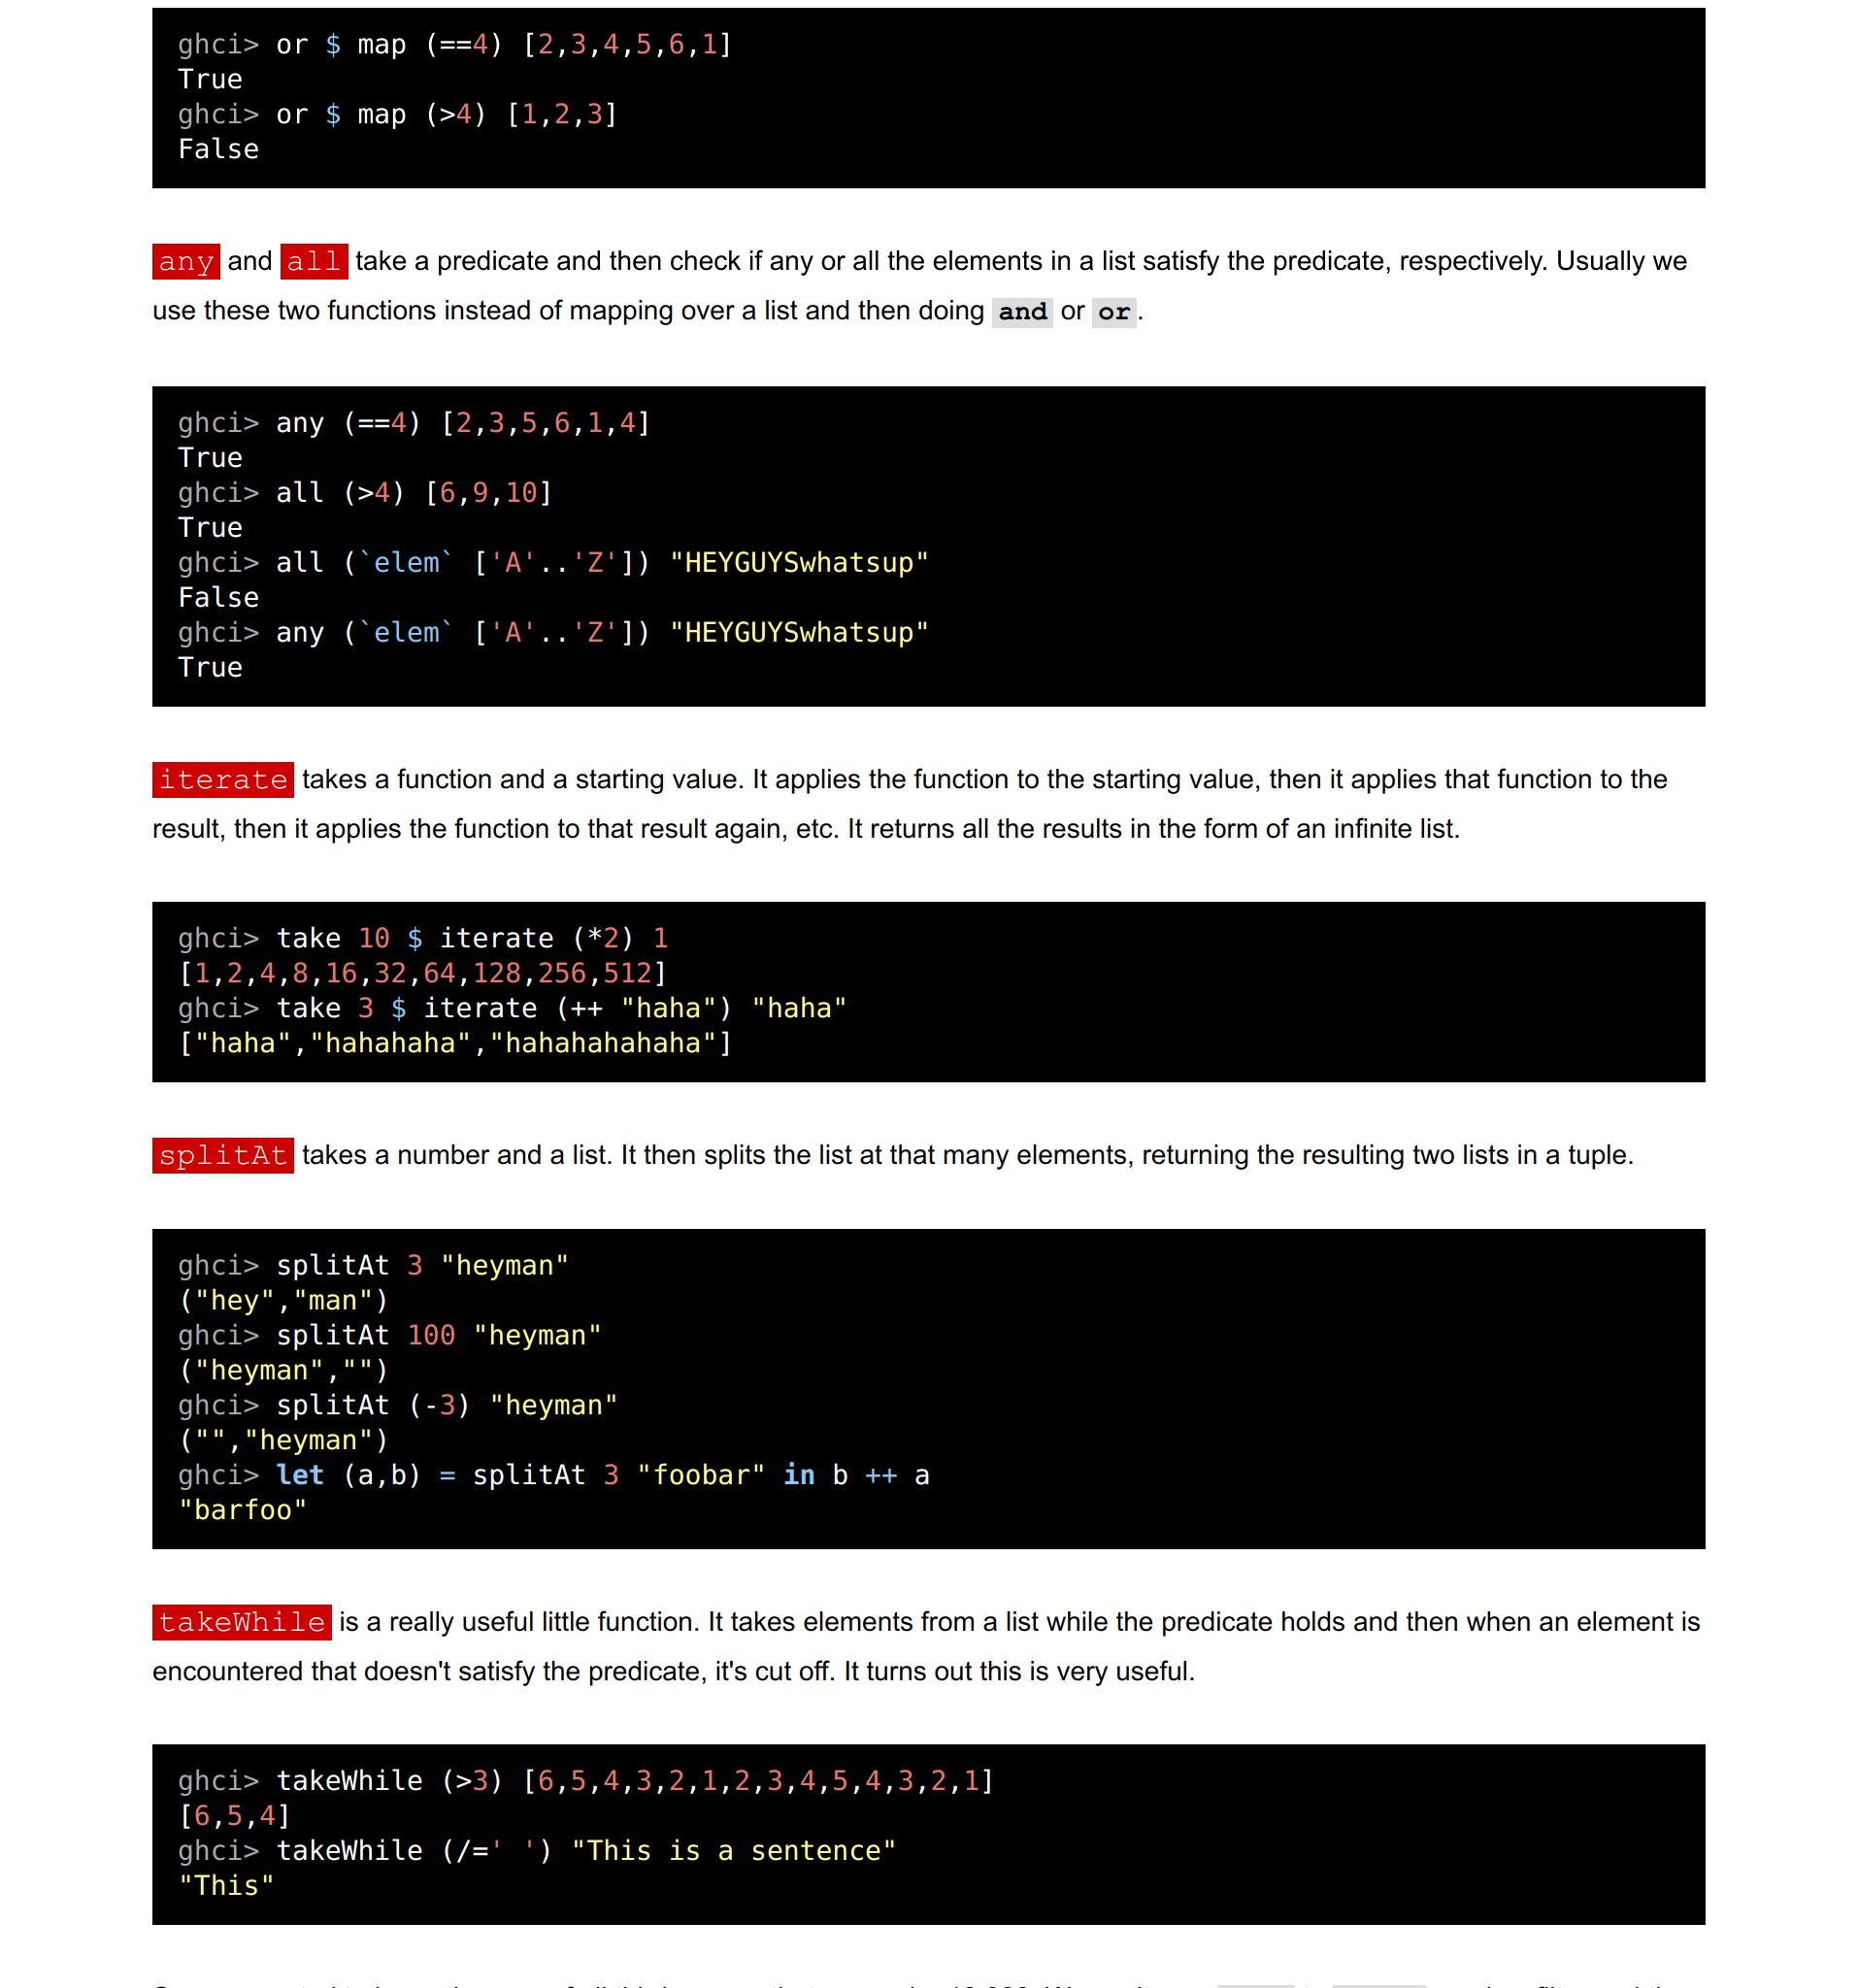 ghci> or $ map (==4) [2,3,4,5,6,1]
True
ghci> or $ map (>4) [1,2,3]
False
any and all take a predicate and then check if any or all the elements in a list satisfy the predicate, respectively. Usually we
use these two functions instead of mapping over a list and then doing and or or.
ghci> any (==4) [2,3,5,6,1,4]
True
ghci> all (>4) [6,9,10]
True
ghci> all (`elem` ['A'..'Z']) "HEYGUYSwhatsup"
False
ghci> any (`elem` ['A'..'Z']) "HEYGUYSwhatsup"
True
iterate takes a function and a starting value. It applies the function to the starting value, then it applies that function to the
result, then it applies the function to that result again, etc. It returns all the results in the form of an infinite list.
ghci> take 10 $ iterate (*2) 1
[1,2,4,8,16,32,64,128,256,512]
ghci> take 3 $ iterate (++ "haha") "haha"
["haha","hahahaha","hahahahahaha"]
splitAt takes a number and a list. It then splits the list at that many elements, returning the resulting two lists in a tuple.
ghci> splitAt 3 "heyman"
("hey","man")
ghci> splitAt 100 "heyman"
("heyman","")
ghci> splitAt (-3) "heyman"
("","heyman")
ghci> let (a,b) = splitAt 3 "foobar" in b ++ a
"barfoo"
takeWhile is a really useful little function. It takes elements from a list while the predicate holds and then when an element is
encountered that doesn't satisfy the predicate, it's cut off. It turns out this is very useful.
ghci> takeWhile (>3) [6,5,4,3,2,1,2,3,4,5,4,3,2,1]
[6,5,4]
ghci> takeWhile (/=' ') "This is a sentence"
"This"